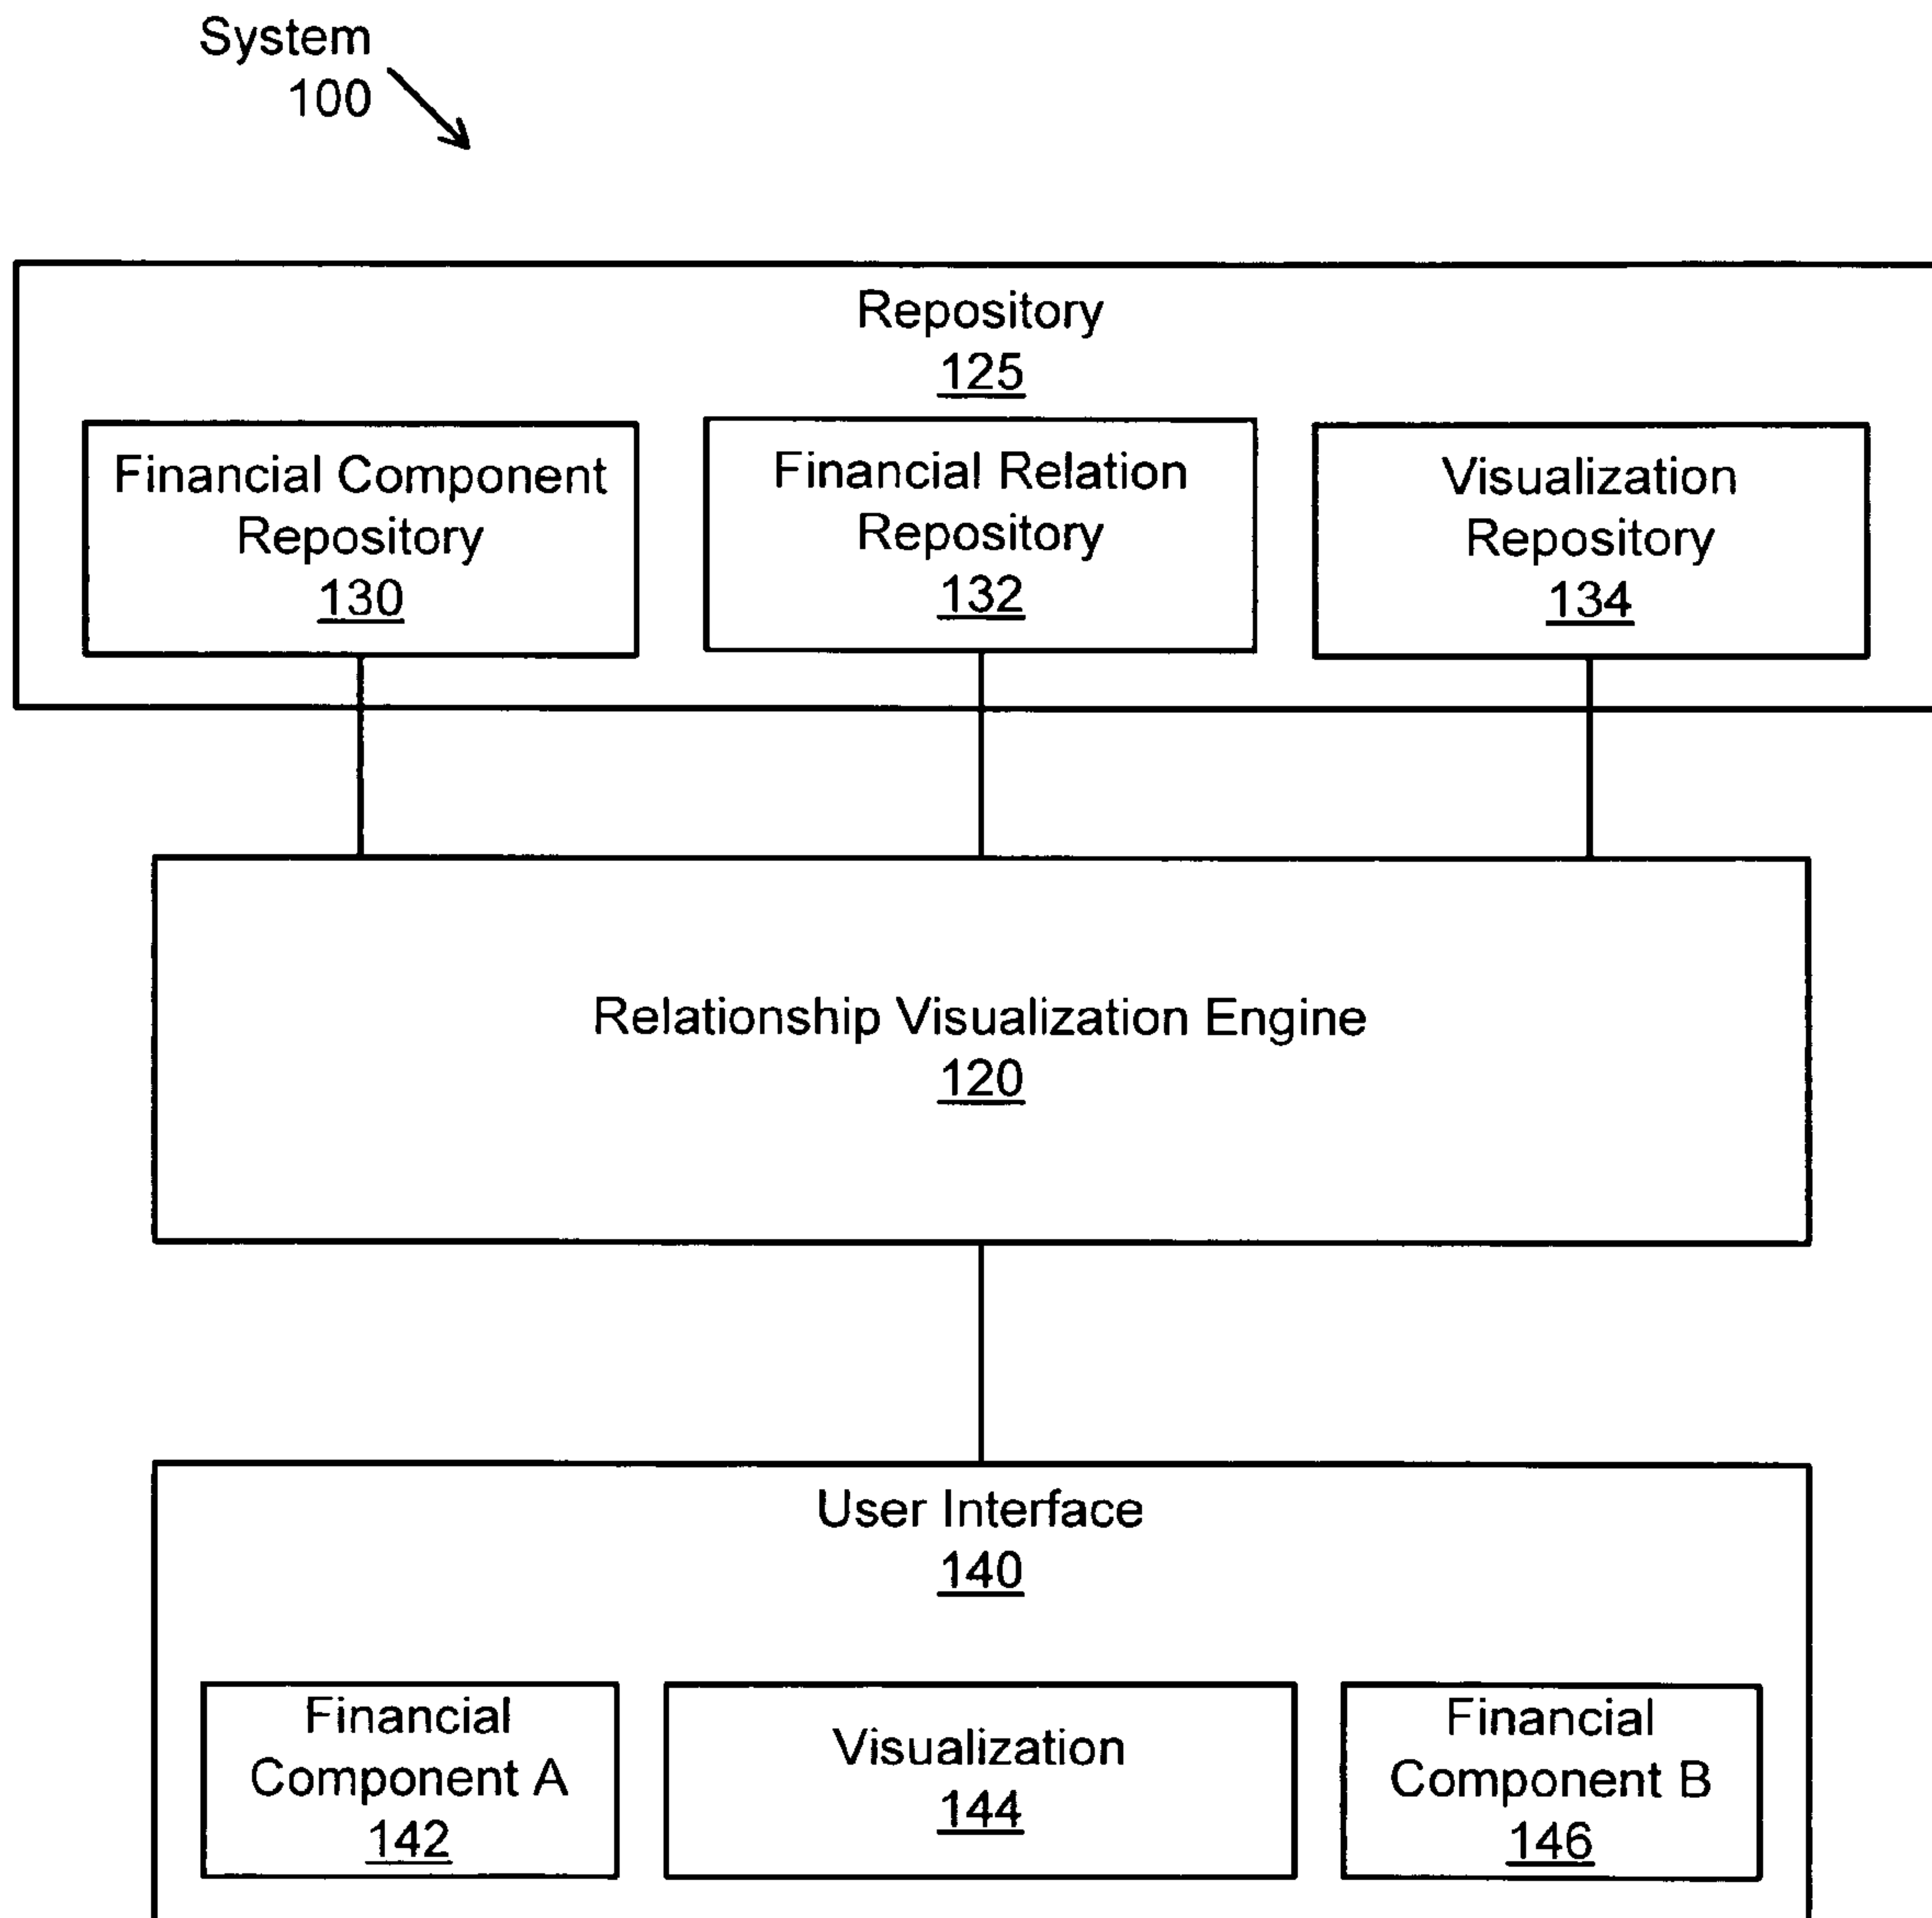 System
100
Repository
125
Financial Component
Repository
130
Financial Relation
Repository
132
Visualization
Repository
134
Relationship Visualization Engine
120
User Interface
140
Financial
Component A
142
Visualization
144
Financial
Component B
146